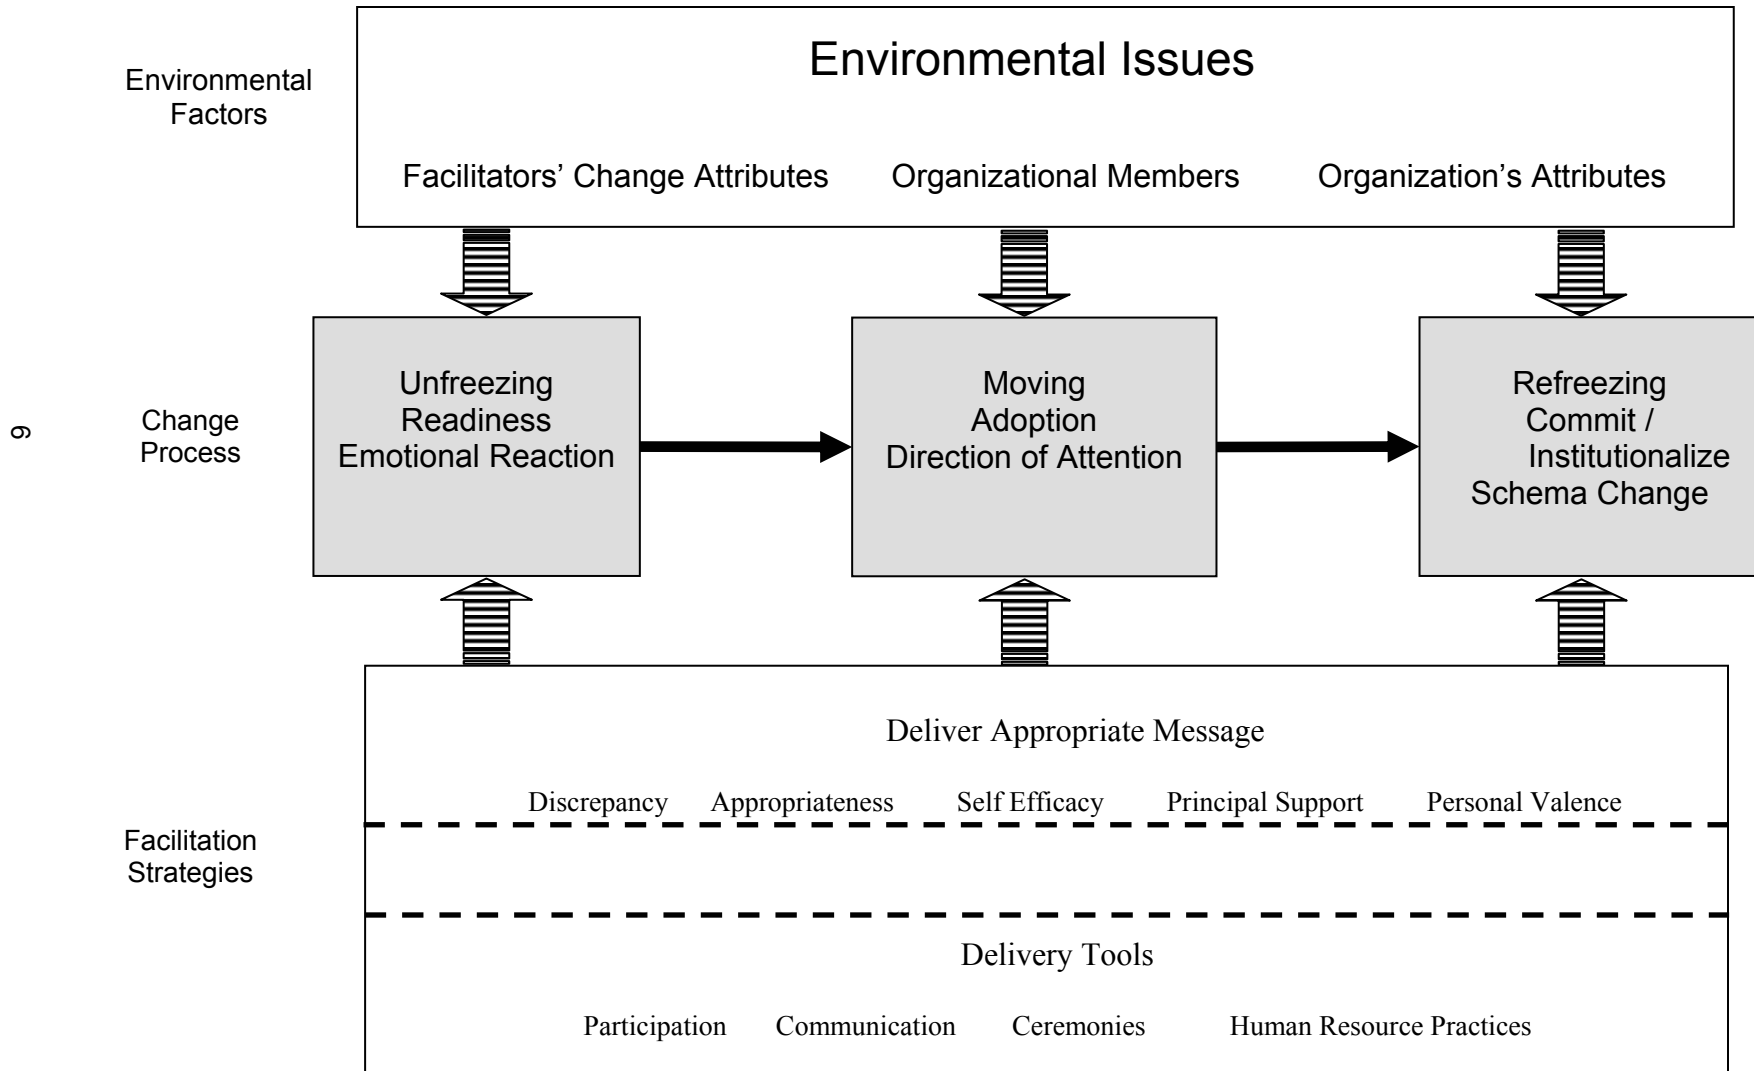 Environmental Issues
Environmental
Factors
Facilitators’ Change Attributes Organizational Members Organization’s Attributes
Unfreezing
Readiness
Emotional Reaction
Moving
Adoption
Direction of Attention
Refreezing
Commit /
Institutionalize
Schema Change
Change
Process
9
Deliver Appropriate Message
Discrepancy Appropriateness Self Efficacy Principal Support Personal Valence
Facilitation
Strategies
Delivery Tools
Participation Communication Ceremonies Human Resource Practices